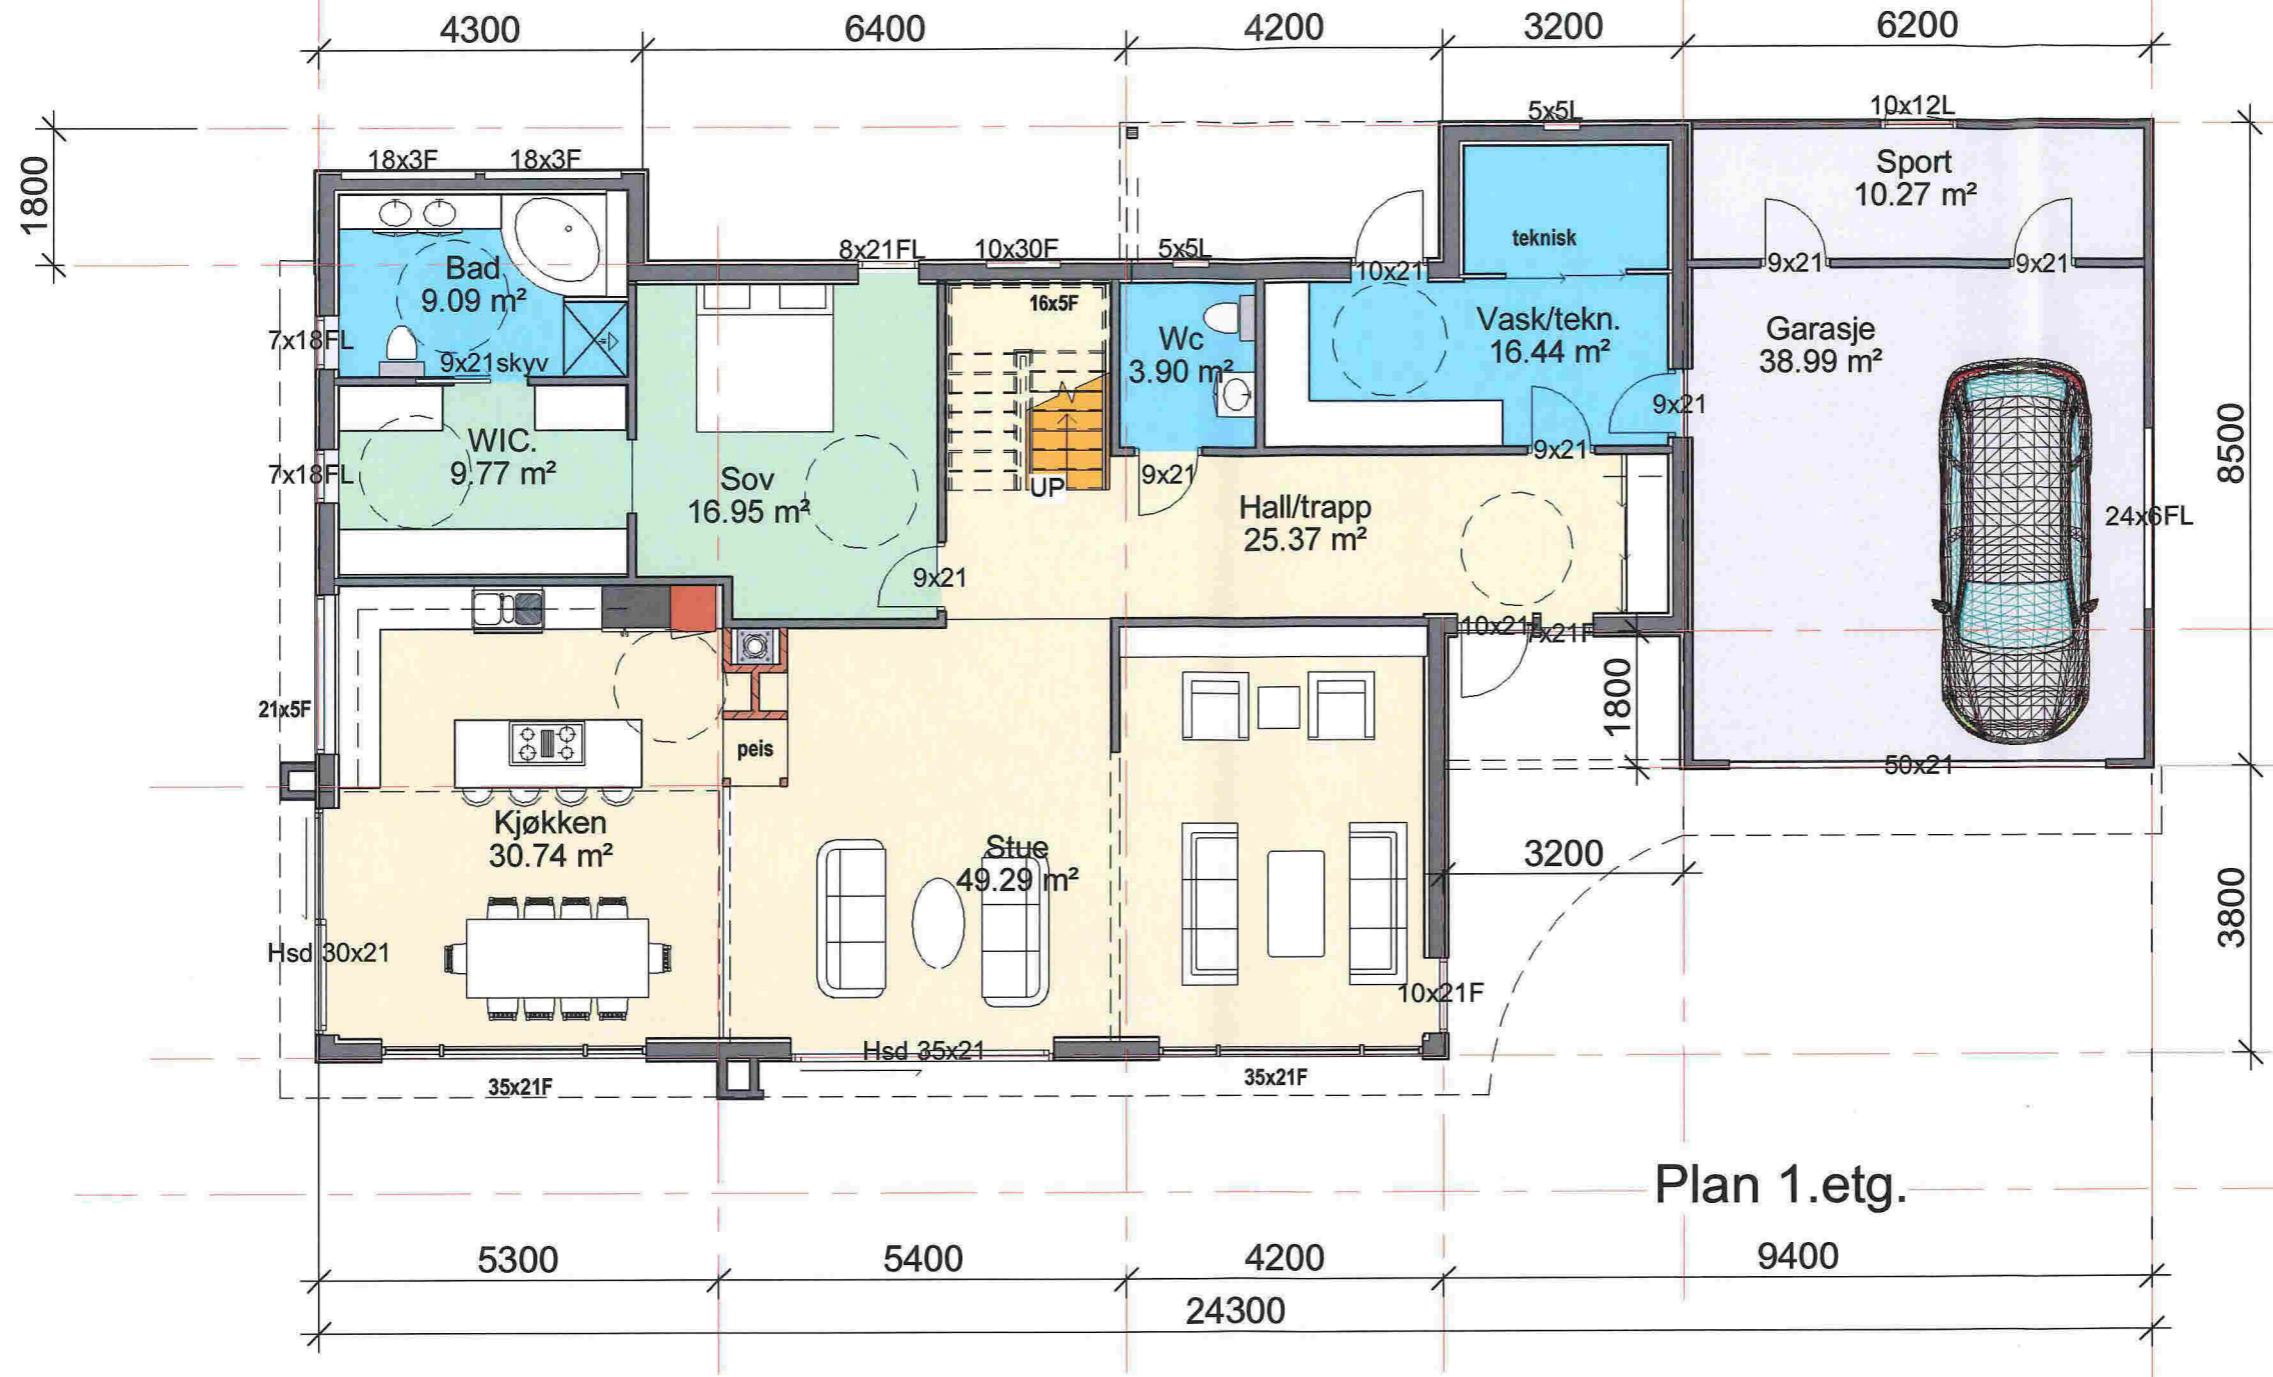 4300
6400
4200
3200
6200
1800
18x3F
18x3F
5x5L
10x12L
Sport
10.27 m²
teknisk
8x21FL
10x30F
5x5L
10x21
9x21
9x21
Bad
9.09 m²
16x5F
7x18FL
9x21skyv
Wc
3.90 m²
Vask/tekn.
16.44 m²
Garasje
38.99 m²
9x21
8500
WIC.
9.77 m²
7x18FL
Sov
16.95 m²
UP
9x21
9x21
Hall/trapp
25.37 m²
24x6FL
9x21
10x21
7x21F
1800
21x5F
peis
50x21
Kjøkken
30.74 m²
Stue
49.29 m²
3200
3800
Hsd 30x21
10x21F
Hsd 35x21
35x21F
35x21F
Plan 1.etg.
5300
5400
4200
9400
24300